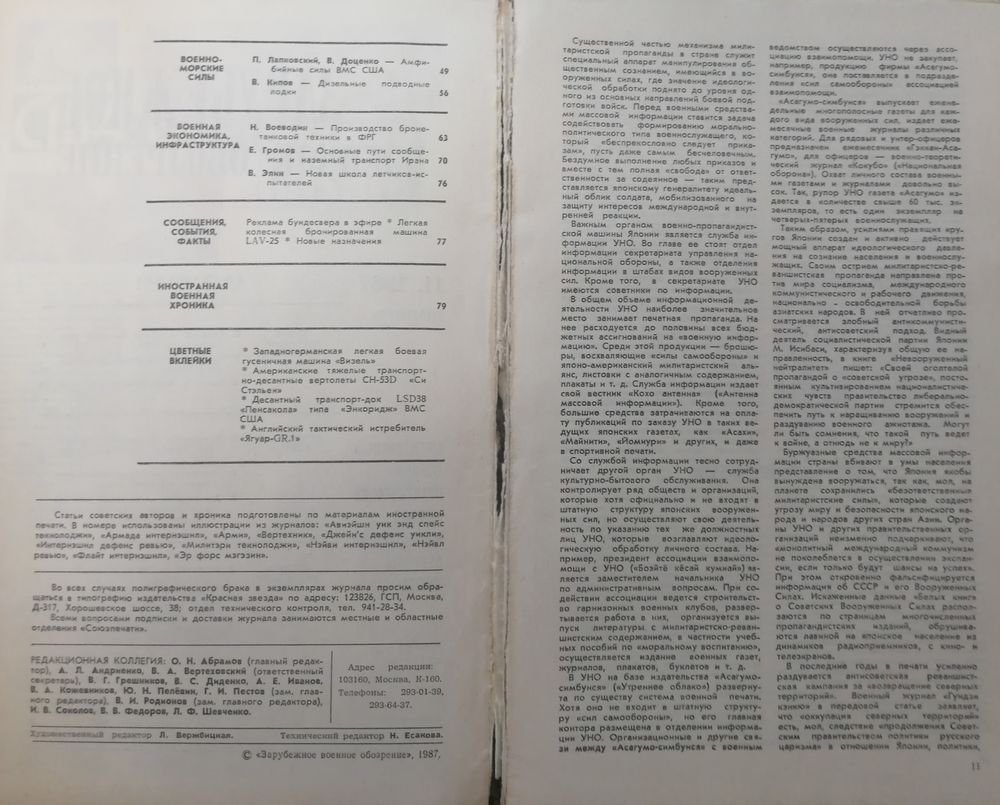 ВОЕННО-
МОРСКИЕ
СИЛЫ
П. Лапковский, В. Доценко — Амфи-
бийные силы ВМС США 49
В. Кипов — Дизельные подводные
лодки 56
ВОЕННАЯ
ЭКОНОМИКА,
ИНФРАСТРУКТУРА
Н. Воеводин — Производство броне-
танковой техники в ФРГ 63
Е. Громов — Основные пути сообще-
ния и наземный транспорт Ирана 70
В. Элин — Новая школа летчиков-ис-
пытателей 76
СООБЩЕНИЯ,
СОБЫТИЯ,
ФАКТЫ
Реклама бундесвера в эфире * Легкая
колесная бронированная машина
LAV-25 * Новые назначения 77
ИНОСТРАННАЯ
ВОЕННАЯ
ХРОНИКА 79
ЦВЕТНЫЕ
ВКЛЕЙКИ
* Западногерманская легкая боевая
гусеничная машина «Визель»
* Американские тяжелые транспорт-
но-десантные вертолеты CH-53D «Си
Стэльен»
* Десантный транспорт-док LSD38
«Пенсакола» типа «Энкоридж» ВМС
США
* Английский тактический истребитель
«Ягуар-GR.1»
Статьи советских авторов и хроника подготовлены по материалам иностранной
печати. В номере использованы иллюстрации из журналов: «Авиэйшн уик энд спейс
текнолоджи», «Армада интернэшнл», «Арми», «Вертехник», «Джейн'с дефенс уикли»,
«Интернэшнл дефенс ревью», «Милитэри текнолоджи», «Нэйви интернэшнл», «Нэйвл
ревью», «Флайт интернэшнл», «Эр форс мэгэзин».
Во всех случаях полиграфического брака в экземплярах журнала просим обра-
щаться в типографию издательства «Красная звезда» по адресу: 123826, ГСП, Москва,
Д-317, Хорошевское шоссе, 38; отдел технического контроля, тел. 941-28-34.
Всеми вопросами подписки и доставки журнала занимаются местные и областные
отделения «Союзпечати».
РЕДАКЦИОННАЯ КОЛЛЕГИЯ: О. Н. Абрамов (главный редак-
тор), А. Л. Андриенко, В. А. Вертеховский (ответственный
секретарь), В. Г. Грешников, В. С. Диденко, А. Е. Иванов,
В. А. Кожевников, Ю. Н. Пелёвин, Г. И. Пестов (зам. глав-
ного редактора), В. И. Родионов (зам. главного редактора),
И. В. Соколов, В. В. Федоров, Л. Ф. Шевченко.
Адрес редакции:
103160, Москва, К-160.
Телефоны: 293-01-39,
293-64-37.
Художественный редактор Л. Вержбицкая. Технический редактор Н. Есакова.
© «Зарубежное военное обозрение», 1987,
Существенной частью механизма мили-
таристской пропаганды в стране служит
специальный аппарат манипулирования об-
щественным сознанием, имеющийся в во-
оруженных силах, где значение идеологи-
ческой обработки поднято до уровня од-
ного из основных направлений боевой под-
готовки войск. Перед военными средства-
ми массовой информации ставится задача
содействовать формированию морально-
политического типа военнослужащего, ко-
торый «беспрекословно следует прика-
зам», пусть даже самым бесчеловечным.
Бездумное выполнение любых приказов и
вместе с тем полная «свобода» от ответ-
ственности за содеянное — таким пред-
ставляется японскому генералитету идеаль-
ный облик солдата, мобилизованного на
защиту интересов международной и внут-
ренней реакции.
Важным органом военно-пропагандист-
ской машины Японии является служба ин-
формации УНО. Во главе ее стоит отдел
информации секретариата управления на-
циональной обороны, а также отделения
информации в штабах видов вооруженных
сил. Кроме того, в секретариате УНО
имеются советники по информации.
В общем объеме информационной де-
ятельности УНО наиболее значительное
место занимает печатная пропаганда. На
нее расходуется до половины всех бюд-
жетных ассигнований на «военную инфор-
мацию». Среди этой продукции — брошю-
ры, восхваляющие «силы самообороны» и
японо-американский милитаристский аль-
янс, листовки с аналогичным содержанием,
плакаты и т. д. Служба информации издает
свой вестник «Кохо антена» («Антенна
массовой информации»). Кроме того,
большие средства затрачиваются на опла-
ту публикаций по заказу УНО в таких ве-
дущих японских газетах, как «Асахи»,
«Майнити», «Йомиури» и других, и даже
в спортивной печати.
Со службой информации тесно сотруд-
ничает другой орган УНО — служба
культурно-бытового обслуживания. Она
контролирует ряд обществ и организаций,
которые хотя официально и не входят в
штатную структуру японских вооружен-
ных сил, но осуществляют свою деятель-
ность по указанию тех же должностных
лиц УНО, которые возглавляют идеоло-
гическую обработку личного состава. На-
пример, президент ассоциации взаимопо-
мощи с УНО («Боэйтё кёсай кумиай») яв-
ляется заместителем начальника УНО
по административным вопросам. При со-
действии ассоциации ведется строительст-
во гарнизонных военных клубов, развер-
тывается работа в них, организуется вы-
пуск литературы с милитаристско-реван-
шистским содержанием, в частности учеб-
ных пособий по «моральному воспитанию»,
осуществляется издание военных газет,
журналов, плакатов, буклетов и т. д.
В УНО на базе издательства «Асагумо-
симбунся» («Утреннее облако») разверну-
та по существу система военной печати.
Хотя оно не входит в штатную структу-
ру «сил самообороны», но его главная
контора размещена в отделении информа-
ции УНО. Организационные и другие свя-
зи между «Асагумо-симбунся» с военным
ведомством осуществляются через ассо-
циацию взаимопомощи. УНО не закупает,
например, продукцию фирмы «Асагумо-
симбунся», она поставляется в подразде-
ления «сил самообороны» ассоциацией
взаимопомощи.
«Асагумо-симбунся» выпускает ежене-
дельные многополосные газеты для каж-
дого вида вооруженных сил, издает еже-
месячные военные журналы различных
категорий. Для рядовых и унтер-офицеров
предназначен ежемесячник «Гэккан-Аса-
гумо», для офицеров — военно-теорети-
ческий журнал «Кокубо» («Национальная
оборона»). Охват личного состава военны-
ми газетами и журналами довольно вы-
сок. Так, рупор УНО газета «Асагумо» из-
дается в количестве свыше 60 тыс. эк-
земпляров, то есть один экземпляр на
четверых-пятерых военнослужащих.
Таким образом, усилиями правящих кру-
гов Японии создан и активно действует
мощный аппарат идеологического давле-
ния на сознание населения и военнослу-
жащих. Своим острием милитаристско-ре-
ваншистская пропаганда направлена про-
тив мира социализма, международного
коммунистического и рабочего движения,
национально - освободительной борьбы
азиатских народов. В ней отчетливо про-
сматривается злобный антикоммунисти-
ческий, антисоветский подход. Видный
деятель социалистической партии Японии
М. Исибаси, характеризуя общую ее на-
правленность, в книге «Невооруженный
нейтралитет» пишет: «Своей оголтелой
пропагандой о «советской угрозе», посто-
янным культивированием националистиче-
ских чувств правительство либерально-
демократической партии стремится обес-
печить путь к наращиванию вооружений и
раздуванию военного ажиотажа. Могут
ли быть сомнения, что такой путь ведет
к войне, а отнюдь не к миру?»
Буржуазные средства массовой инфор-
мации страны вбивают в умы населения
представление о том, что Япония якобы
вынуждена вооружаться, так как, мол, на
планете сохранились «безответственные
милитаристские силы», которые создают
угрозу миру и безопасности японского на-
рода и народов других стран Азии. Орга-
ны УНО и других правительственных ор-
ганизаций неизменно подчеркивают, что
«монолитный международный коммунизм
не поколеблется в осуществлении экспан-
сии, если только будут шансы на успех».
При этом откровенно фальсифицируется
информация об СССР и его Вооруженных
Силах. Искаженные данные «Белых книг»
о Советских Вооруженных Силах распол-
заются по страницам многочисленных
пропагандистских изданий, обрушива-
ются лавиной на японское население из
динамиков радиоприемников, с кино- и
телеэкранов.
В последние годы в печати усиленно
раздувается антисоветская реваншист-
ская кампания за «возвращение северных
территорий». Военный журнал «Гундзи
кэнкю» в передовой статье заявляет,
что «оккупация северных территорий»
есть, мол, следствие «продолжения Совет-
ским правительством политики русского
царизма» в отношении Японии, политики,
11